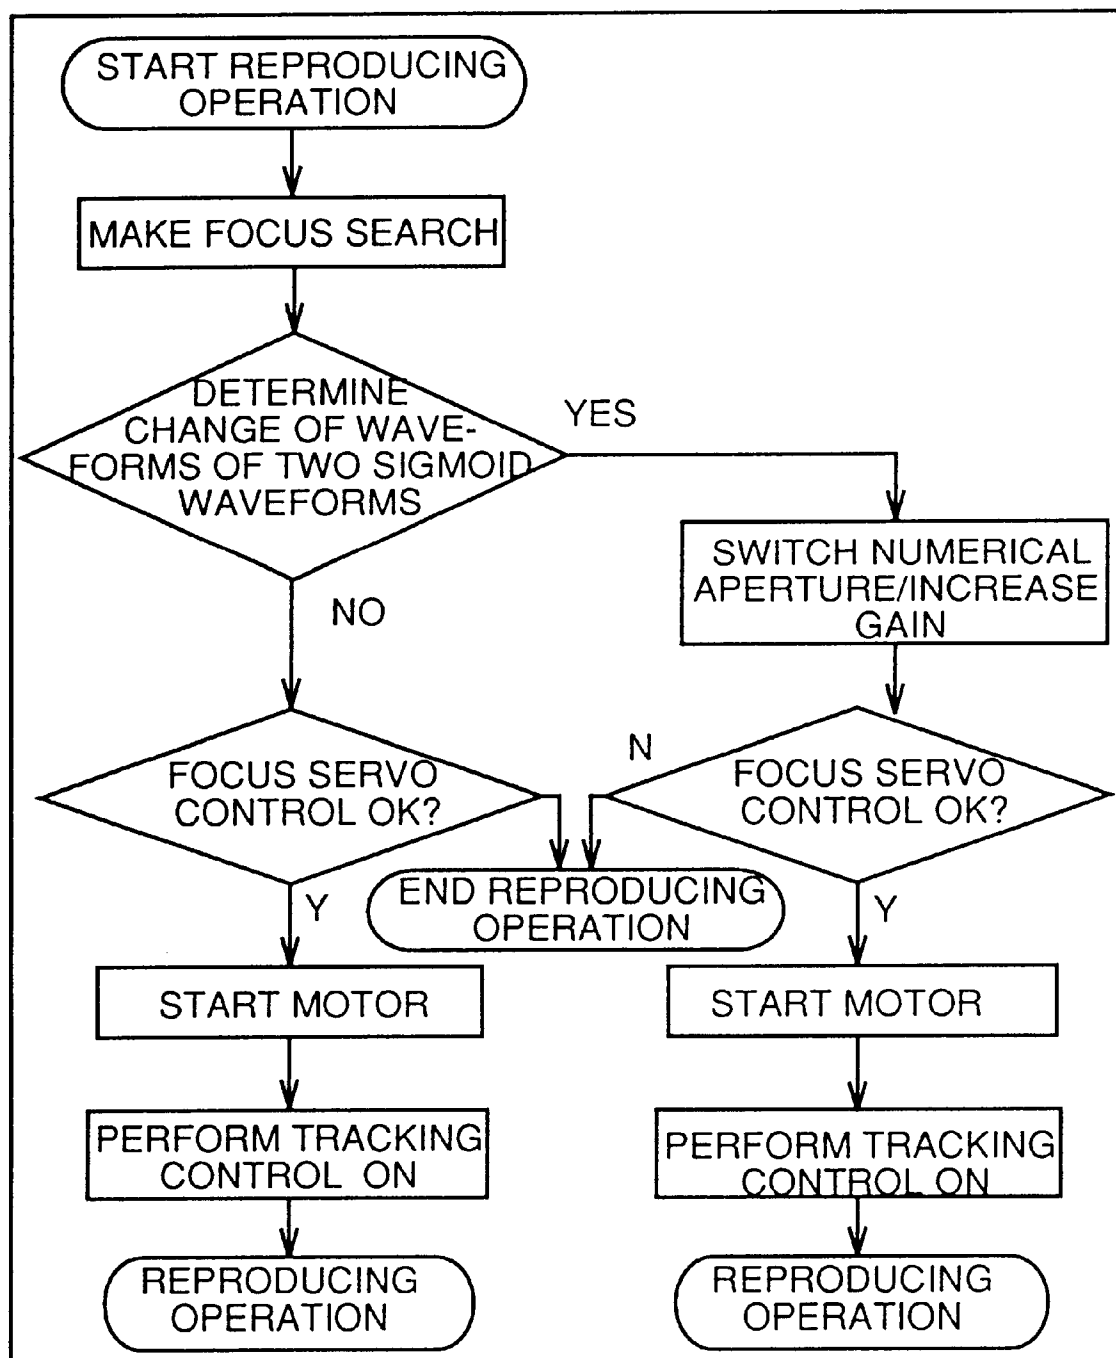 START REPRODUCING
OPERATION
MAKE FOCUS SEARCH
DETERMINE
CHANGE OF WAVE-
FORMS OF TWO SIGMOID
WAVEFORMS
YES
SWITCH NUMERICAL
APERTURE/INCREASE
GAIN
NO
FOCUS SERVO
CONTROL OK?
N
FOCUS SERVO
CONTROL OK?
END REPRODUCING
OPERATION
Y
Y
START MOTOR
START MOTOR
PERFORM TRACKING
CONTROL ON
PERFORM TRACKING
CONTROL ON
REPRODUCING
OPERATION
REPRODUCING
OPERATION